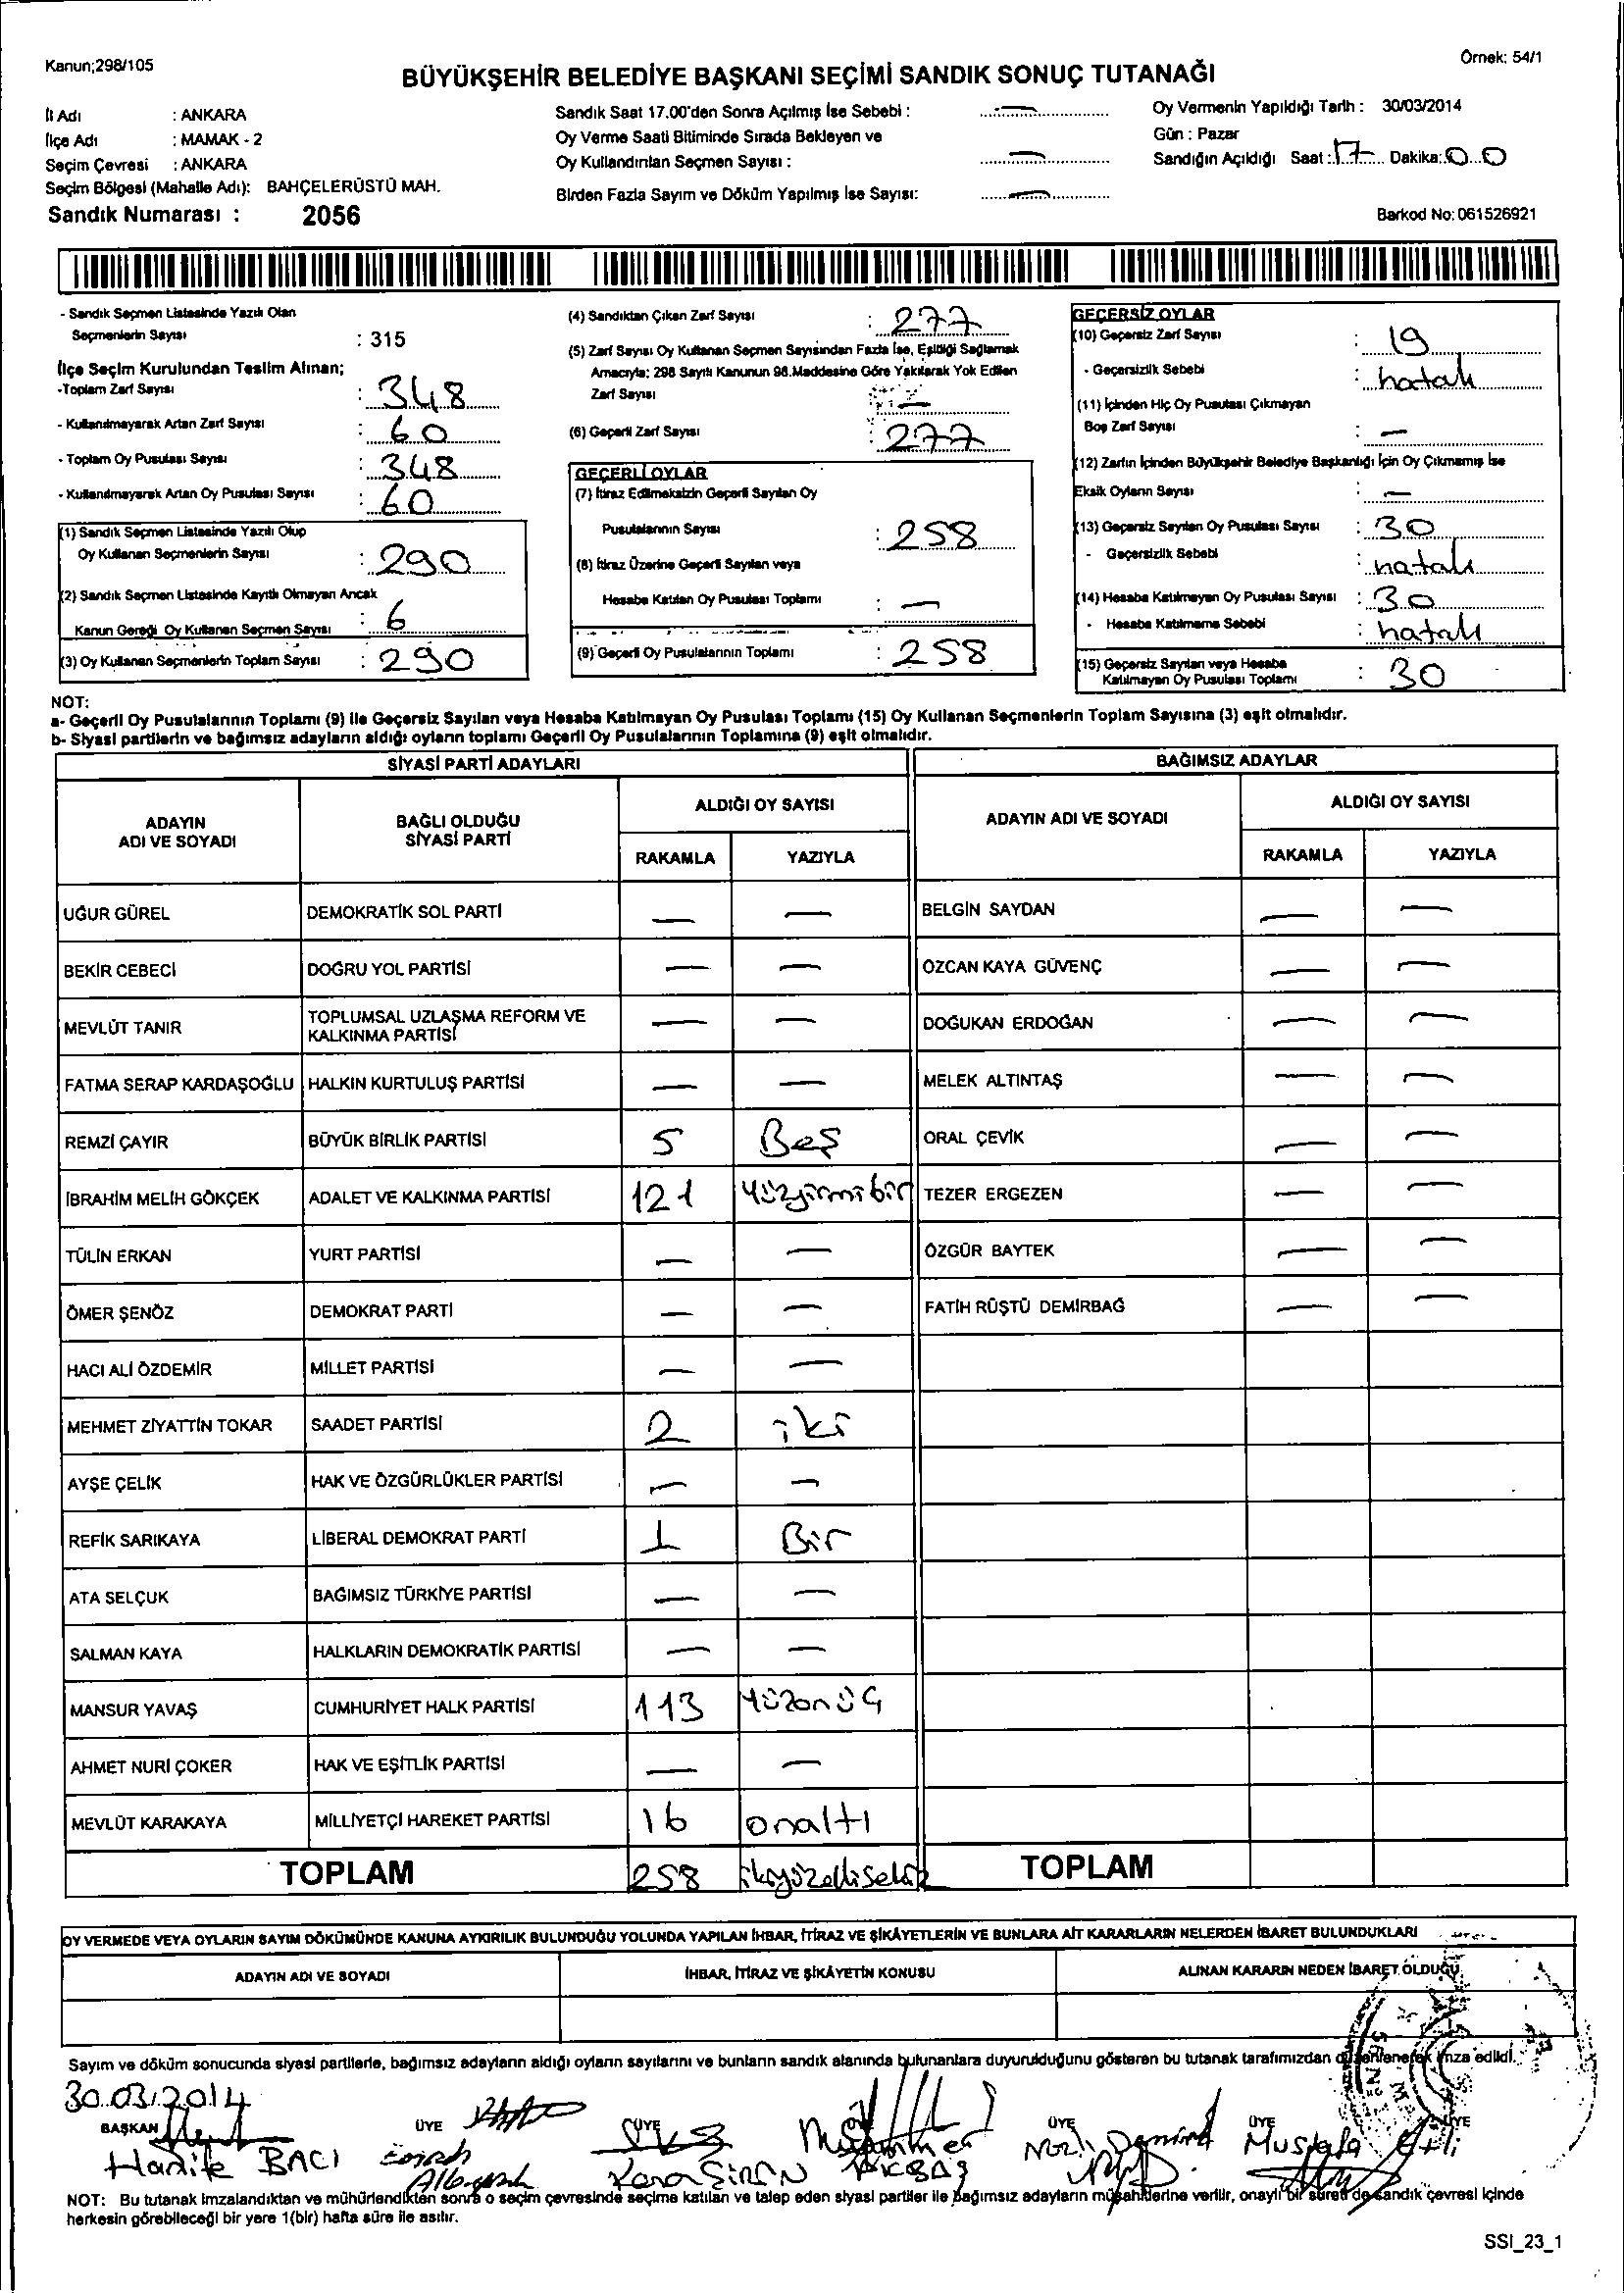 Kanun;298/105
Örnek: 54/1
BÜYÜKŞEHİR BELEDİYE BAŞKANI SEÇİMİ SANDIK SONUÇ TUTANAĞI
İl Adı : ANKARA
İlçe Adı : MAMAK - 2
Seçim Çevresi : ANKARA
Seçim Bölgesi (Mahalle Adı): BAHÇELERÜSTÜ MAH.
Sandık Numarası : 2056
Sandık Saat 17.00'den Sonra Açılmış İse Sebebi : —
Oy Verme Saati Bitiminde Sırada Bekleyen ve
Oy Kullandırılan Seçmen Sayısı : —
Birden Fazla Sayım ve Döküm Yapılmış İse Sayısı: —
Oy Vermenin Yapıldığı Tarih : 30/03/2014
Gün : Pazar
Sandığın Açıldığı Saat : 17 Dakika: 00
Barkod No: 061526921
- Sandık Seçmen Listesinde Yazılı Olan
Seçmenlerin Sayısı : 315
İlçe Seçim Kurulundan Teslim Alınan;
-Toplam Zarf Sayısı : 348
- Kullanılmayarak Artan Zarf Sayısı : 60
- Toplam Oy Pusulası Sayısı : 348
- Kullanılmayarak Artan Oy Pusulası Sayısı : 60
(1) Sandık Seçmen Listesinde Yazılı Olup
Oy Kullanan Seçmenlerin Sayısı : 290
(2) Sandık Seçmen Listesinde Kayıtlı Olmayan Ancak
Kanun Gereği Oy Kullanan Seçmen Sayısı : 6
(3) Oy Kullanan Seçmenlerin Toplam Sayısı : 290
(4) Sandıktan Çıkan Zarf Sayısı : 277
(5) Zarf Sayısı Oy Kullanan Seçmen Sayısından Fazla İse, Eşitliği Sağlamak
Amacıyla; 298 Sayılı Kanunun 98.Maddesine Göre Yakılarak Yok Edilen
Zarf Sayısı : —
(6) Geçerli Zarf Sayısı : 277
GEÇERLİ OYLAR
(7) İtiraz Edilmeksizin Geçerli Sayılan Oy
Pusulalarının Sayısı : 258
(8) İtiraz Üzerine Geçerli Sayılan veya
Hesaba Katılan Oy Pusulası Toplamı : —
(9) Geçerli Oy Pusulalarının Toplamı : 258
GEÇERSİZ OYLAR
(10) Geçersiz Zarf Sayısı : 19
- Geçersizlik Sebebi : hatalı
(11) İçinden Hiç Oy Pusulası Çıkmayan
Boş Zarf Sayısı : —
(12) Zarfın İçinden Büyükşehir Belediye Başkanlığı İçin Oy Çıkmamış İse
Eksik Oyların Sayısı : —
(13) Geçersiz Sayılan Oy Pusulası Sayısı : 30
- Geçersizlik Sebebi : hatalı
(14) Hesaba Katılmayan Oy Pusulası Sayısı : 30
- Hesaba Katılmama Sebebi : hatalı
(15) Geçersiz Sayılan veya Hesaba
Katılmayan Oy Pusulası Toplamı : 30
NOT:
a- Geçerli Oy Pusulalarının Toplamı (9) ile Geçersiz Sayılan veya Hesaba Katılmayan Oy Pusulası Toplamı (15) Oy Kullanan Seçmenlerin Toplam Sayısına (3) eşit olmalıdır.
b- Siyasi partilerin ve bağımsız adayların aldığı oyların toplamı Geçerli Oy Pusulalarının Toplamına (9) eşit olmalıdır.
SİYASİ PARTİ ADAYLARI
ADAYIN ADI VE SOYADI BAĞLI OLDUĞU SİYASİ PARTİ ALDIĞI OY SAYISI
RAKAMLA YAZIYLA
UĞUR GÜREL DEMOKRATİK SOL PARTİ — —
BEKİR CEBECİ DOĞRU YOL PARTİSİ — —
MEVLÜT TANIR TOPLUMSAL UZLAŞMA REFORM VE KALKINMA PARTİSİ — —
FATMA SERAP KARDAŞOĞLU HALKIN KURTULUŞ PARTİSİ — —
REMZİ ÇAYIR BÜYÜK BİRLİK PARTİSİ 5 Beş
İBRAHİM MELİH GÖKÇEK ADALET VE KALKINMA PARTİSİ 121 Yüzyirmibir
TÜLİN ERKAN YURT PARTİSİ — —
ÖMER ŞENÖZ DEMOKRAT PARTİ — —
HACI ALİ ÖZDEMİR MİLLET PARTİSİ — —
MEHMET ZİYATTİN TOKAR SAADET PARTİSİ 2 iki
AYŞE ÇELİK HAK VE ÖZGÜRLÜKLER PARTİSİ — —
REFİK SARIKAYA LİBERAL DEMOKRAT PARTİ 1 Bir
ATA SELÇUK BAĞIMSIZ TÜRKİYE PARTİSİ — —
SALMAN KAYA HALKLARIN DEMOKRATİK PARTİSİ — —
MANSUR YAVAŞ CUMHURİYET HALK PARTİSİ 113 Yüzonüç
AHMET NURİ ÇOKER HAK VE EŞİTLİK PARTİSİ — —
MEVLÜT KARAKAYA MİLLİYETÇİ HAREKET PARTİSİ 16 onaltı
TOPLAM 258 ikiyüzellisekiz
BAĞIMSIZ ADAYLAR
ADAYIN ADI VE SOYADI ALDIĞI OY SAYISI
RAKAMLA YAZIYLA
BELGİN SAYDAN — —
ÖZCAN KAYA GÜVENÇ — —
DOĞUKAN ERDOĞAN — —
MELEK ALTINTAŞ — —
ORAL ÇEVİK — —
TEZER ERGEZEN — —
ÖZGÜR BAYTEK — —
FATİH RÜŞTÜ DEMİRBAĞ — —
TOPLAM
OY VERMEDE VEYA OYLARIN SAYIM DÖKÜMÜNDE KANUNA AYKIRILIK BULUNDUĞU YOLUNDA YAPILAN İHBAR, İTİRAZ VE ŞİKÂYETLERİN VE BUNLARA AİT KARARLARIN NELERDEN İBARET BULUNDUKLARI
ADAYIN ADI VE SOYADI İHBAR, İTİRAZ VE ŞİKÂYETİN KONUSU ALINAN KARARIN NEDEN İBARET OLDUĞU
Sayım ve döküm sonucunda siyasi partilerle, bağımsız adayların aldığı oyların sayılarını ve bunların sandık alanında bulunanlara duyurulduğunu gösteren bu tutanak tarafımızdan düzenlenerek imza edildi.
30.03.2014
BAŞKAN ÜYE ÜYE ÜYE ÜYE ÜYE
BACI Mustafa
NOT: Bu tutanak imzalandıktan ve mühürlendikten sonra o seçim çevresinde seçime katılan ve talep eden siyasi partiler ile bağımsız adayların müşahitlerine verilir, onaylı bir sureti de sandık çevresi içinde
herkesin görebileceği bir yere 1(bir) hafta süre ile asılır.
SSI_23_1